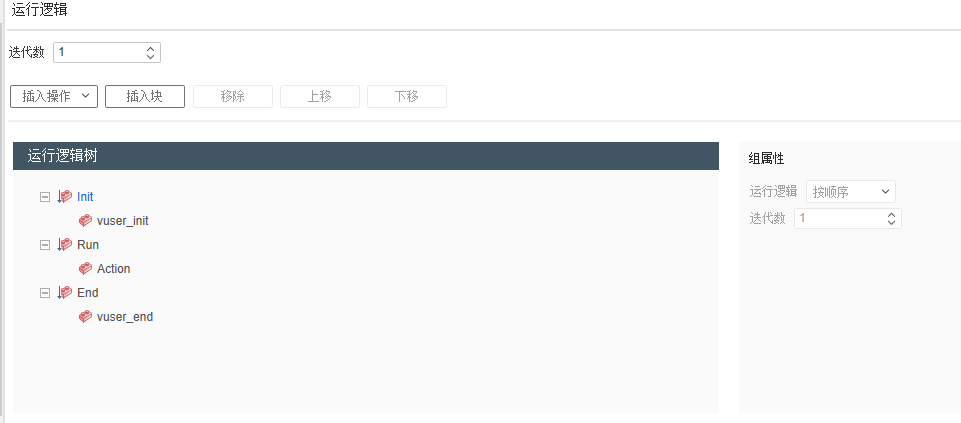 运行逻辑
迭代数 1
插入操作 插入块 移除 上移 下移
运行逻辑树
Init
vuser_init
Run
Action
End
vuser_end
组属性
运行逻辑 按顺序
迭代数 1